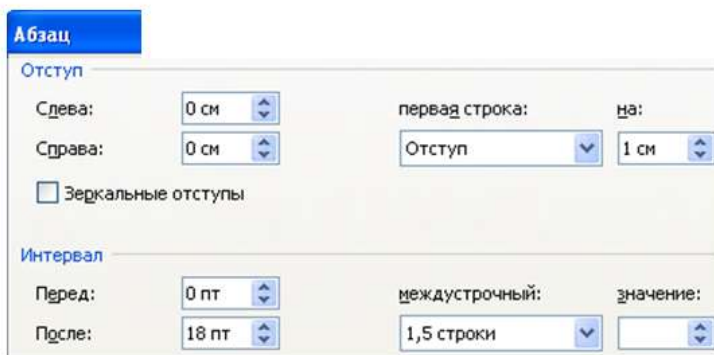 Абзац
Отступ
Слева: 0 см первая строка: на:
Справа: 0 см Отступ 1 см
Зеркальные отступы
Интервал
Перед: 0 пт междустрочный: значение:
После: 18 пт 1,5 строки